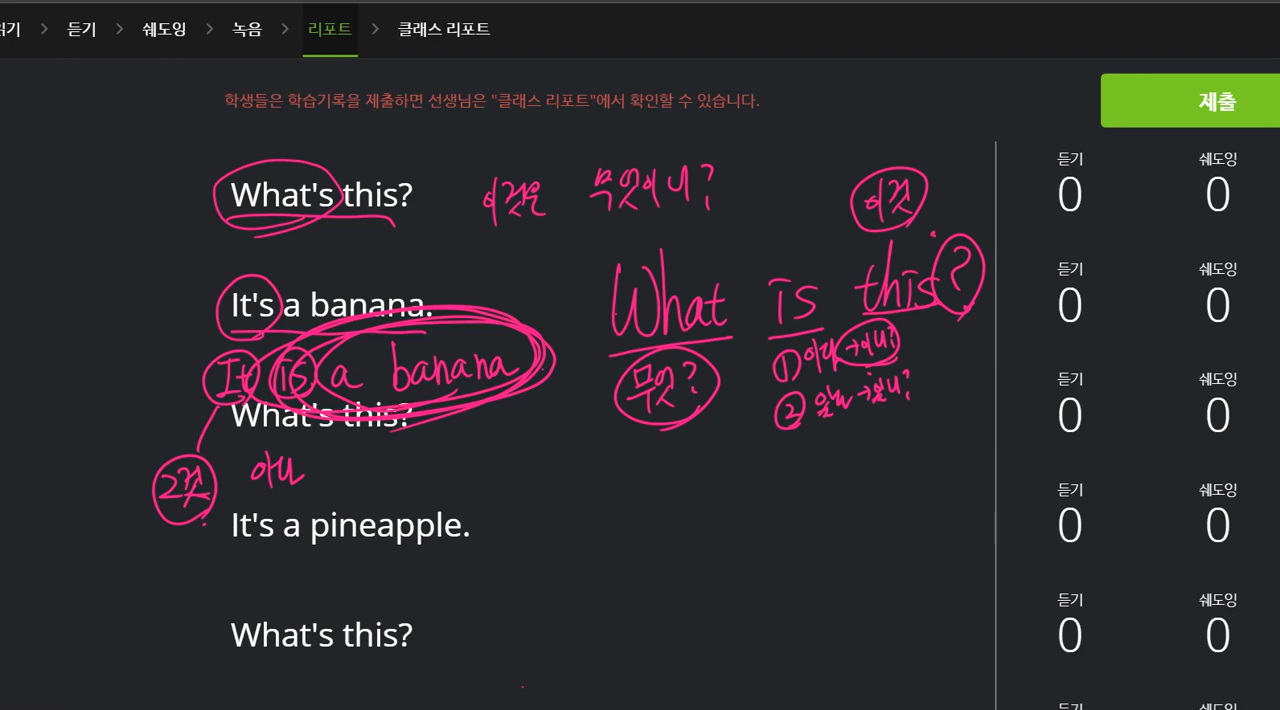 듣기 쉐도잉 녹음 리포트 클래스 리포트
학생들은 학습기록을 제출하면 선생님은 "클래스 리포트"에서 확인할 수 있습니다.
제출
What's this? 이것은 무엇이니?
이것
듣기 쉐도잉
0 0
It's a banana.
What is this?
듣기 쉐도잉
0 0
It is a banana
무엇?
① 이다 →이니?
②
What's this?
듣기 쉐도잉
0 0
그것
It's a pineapple.
듣기 쉐도잉
0 0
What's this?
듣기 쉐도잉
0 0